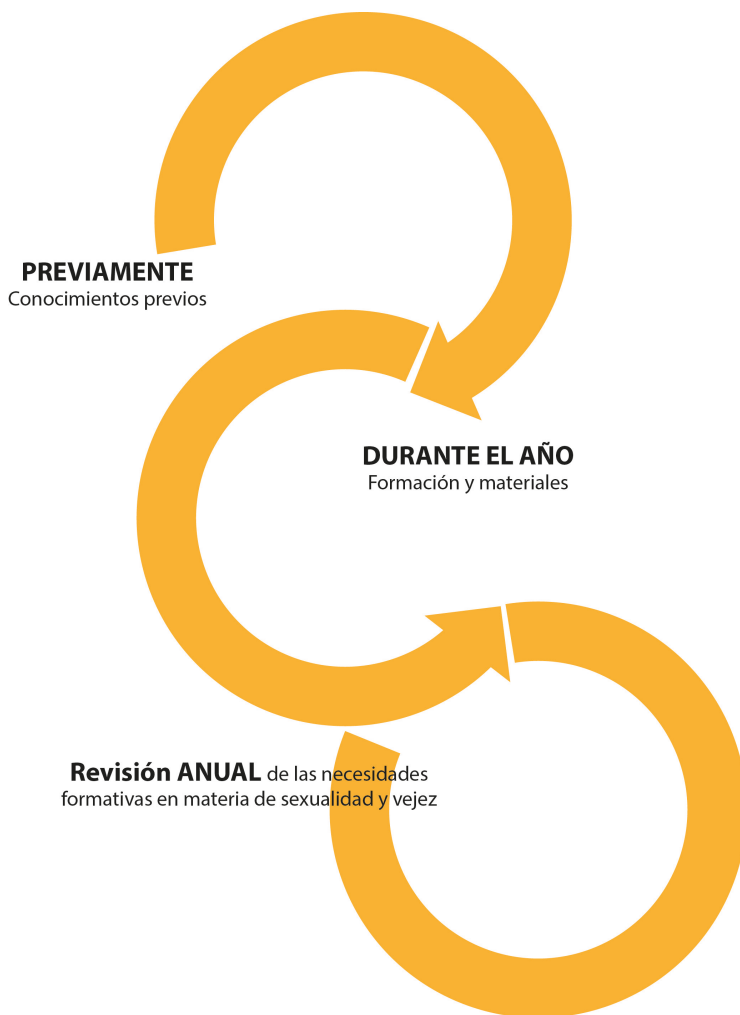 PREVIAMENTE
Conocimientos previos
DURANTE EL AÑO
Formación y materiales
Revisión ANUAL de las necesidades
formativas en materia de sexualidad y vejez